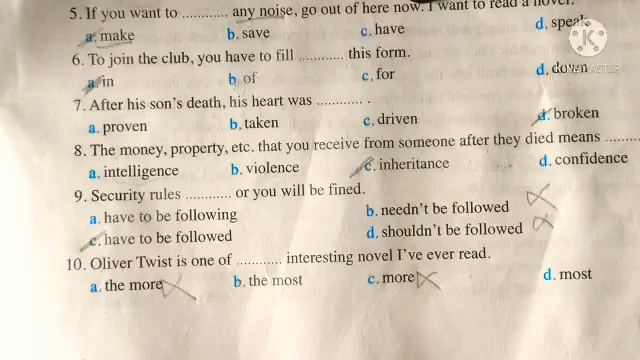 5. If you want to ............ any noise, go out of here now. I want to read a novel.
a. make b. save c. have d. speak
6. To join the club, you have to fill ............ this form.
a. in b. of c. for d. down
7. After his son's death, his heart was ............ .
a. proven b. taken c. driven d. broken
8. The money, property, etc. that you receive from someone after they died means .........
a. intelligence b. violence c. inheritance d. confidence
9. Security rules ............ or you will be fined.
a. have to be following b. needn't be followed
c. have to be followed d. shouldn't be followed
10. Oliver Twist is one of ............ interesting novel I've ever read.
a. the more b. the most c. more d. most